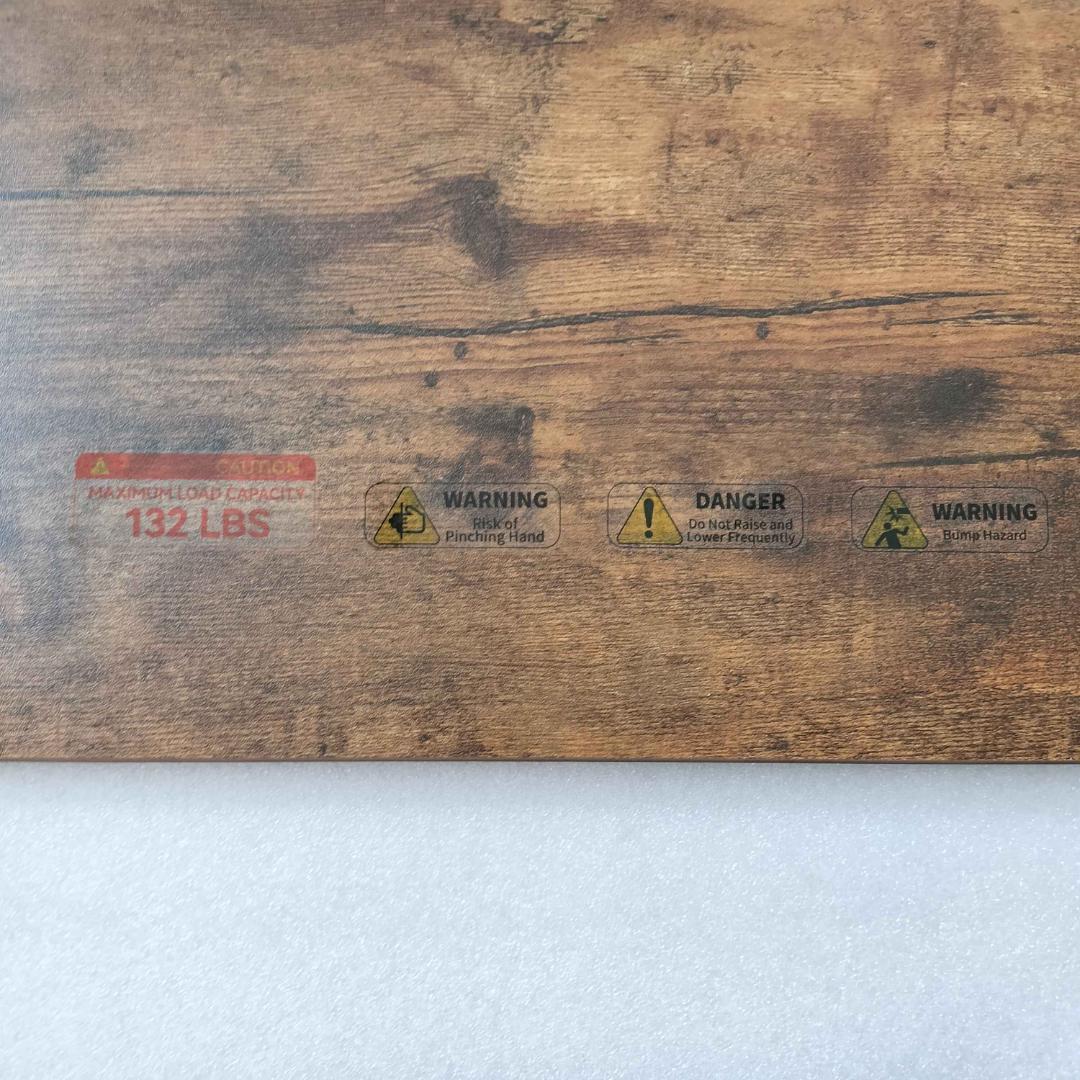 CAUTION
MAXIMUM LOAD CAPACITY
132 LBS
WARNING
Risk of
Pinching Hand
DANGER
Do Not Raise and
Lower Frequently
WARNING
Bump Hazard